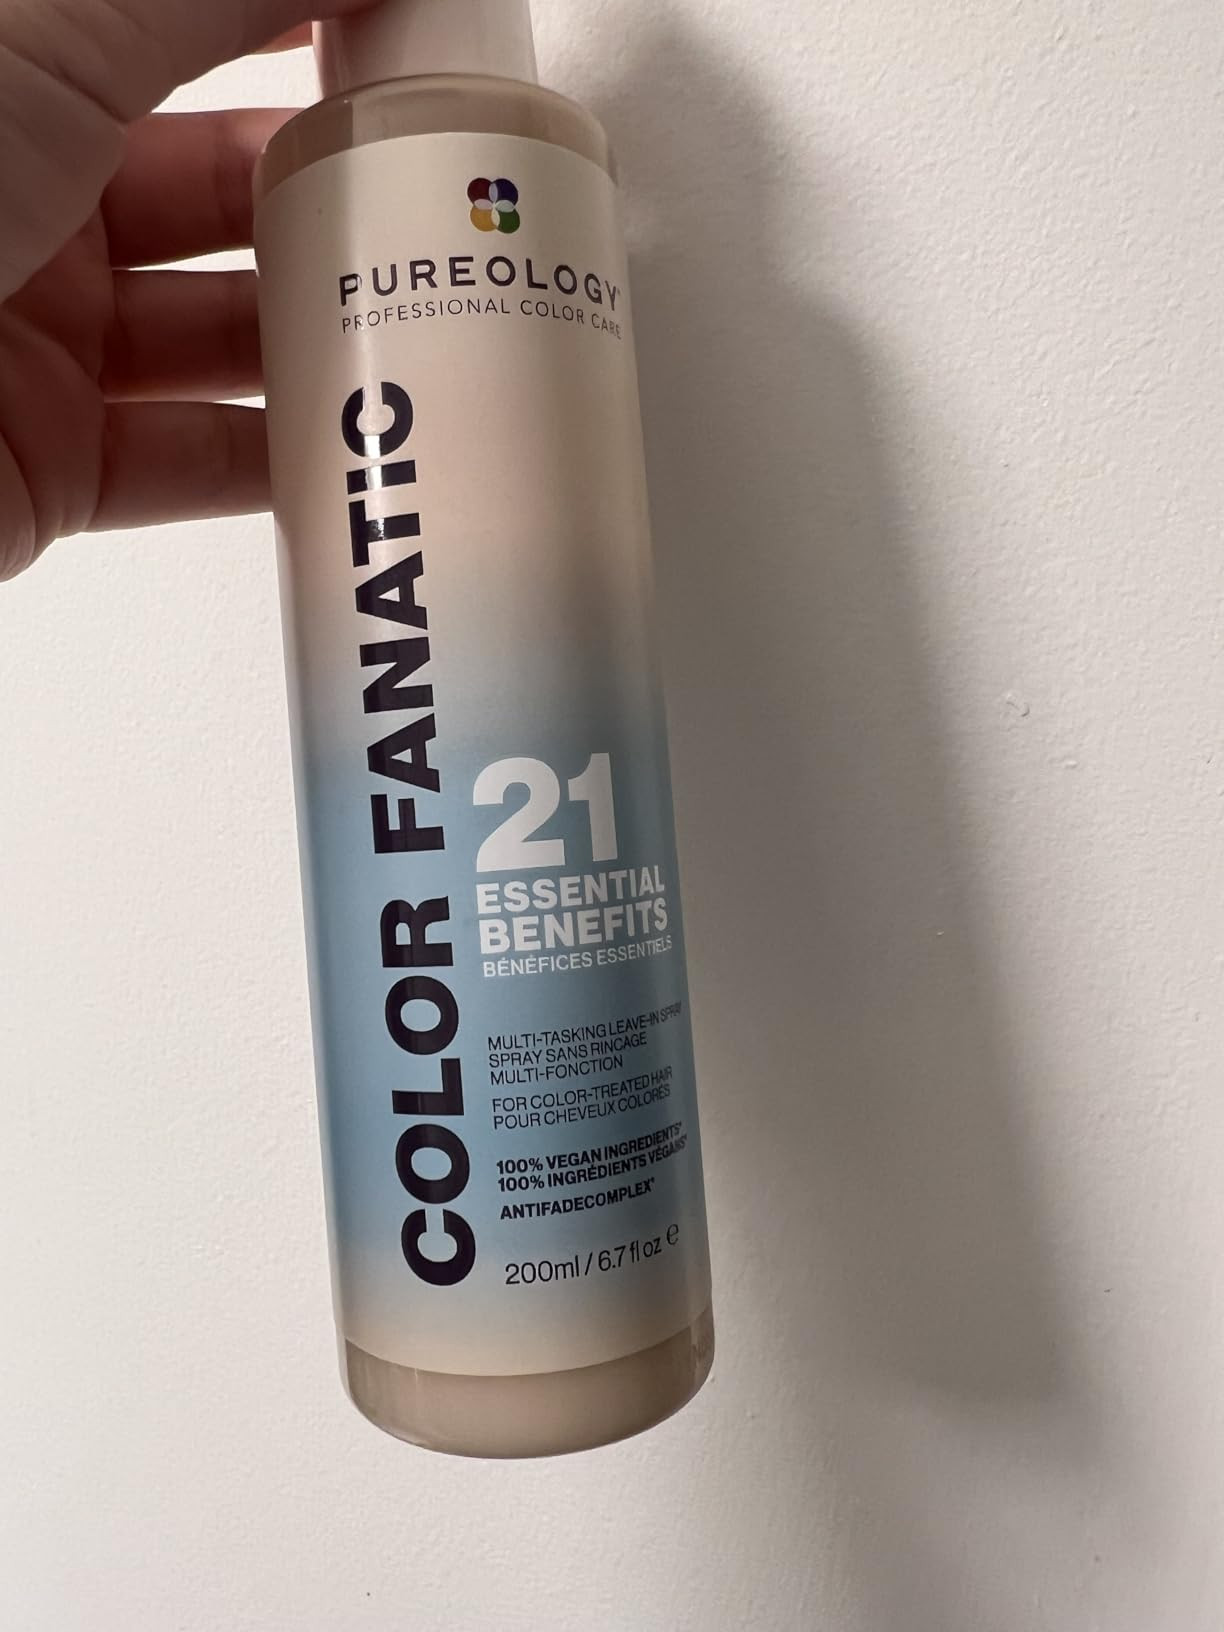 PUREOLOGY
PROFESSIONAL COLOR CARE
COLOR FANATIC
21
ESSENTIAL
BENEFITS
BÉNÉFICES ESSENTIELS
MULTI-TASKING LEAVE-IN SPRAY
SPRAY SANS RINCAGE
MULTI-FONCTION
FOR COLOR-TREATED HAIR
POUR CHEVEUX COLORÉS
100% VEGAN INGREDIENTS*
100% INGRÉDIENTS VÉGANS*
ANTIFADECOMPLEX*
200ml / 6.7 fl oz ℮